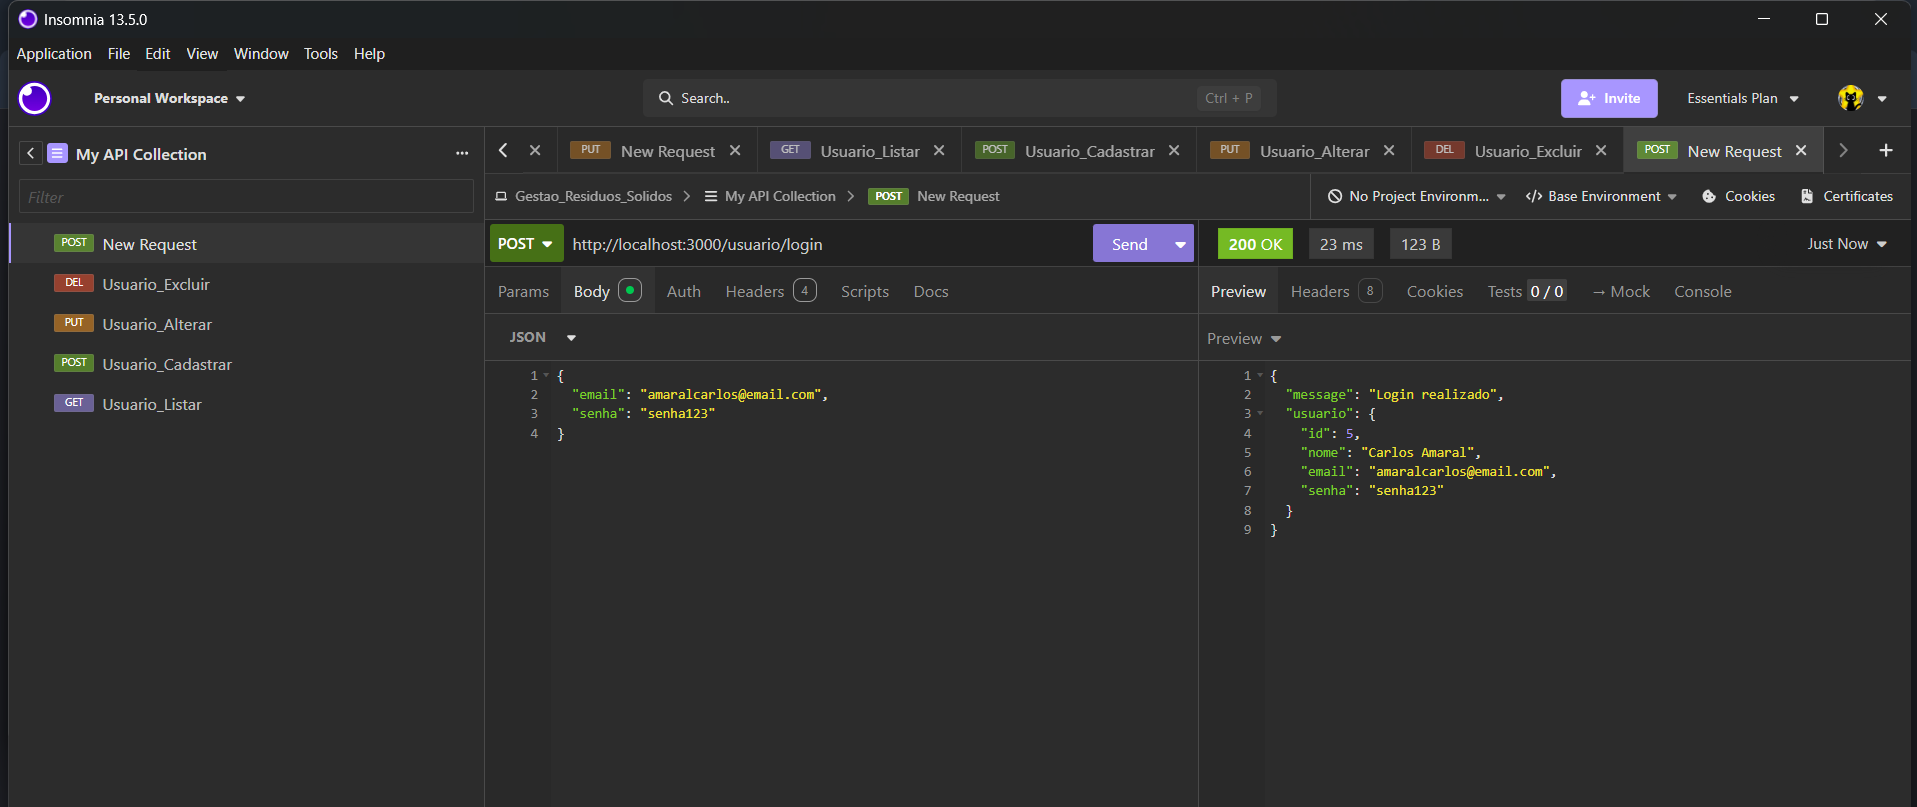 Insomnia 13.5.0
Application File Edit View Window Tools Help
Personal Workspace
Search..
Ctrl + P
Invite
Essentials Plan
My API Collection
Filter
POST New Request
DEL Usuario_Excluir
PUT Usuario_Alterar
POST Usuario_Cadastrar
GET Usuario_Listar
PUT New Request
GET Usuario_Listar
POST Usuario_Cadastrar
PUT Usuario_Alterar
DEL Usuario_Excluir
POST New Request
Gestao_Residuos_Solidos > My API Collection > POST New Request
No Project Environm...
Base Environment
Cookies
Certificates
POST http://localhost:3000/usuario/login
Send
200 OK
23 ms
123 B
Just Now
Params Body Auth Headers 4 Scripts Docs
JSON
1 {
2 "email": "amaralcarlos@email.com",
3 "senha": "senha123"
4 }
Preview Headers 8 Cookies Tests 0 / 0 → Mock Console
Preview
1 {
2 "message": "Login realizado",
3 "usuario": {
4 "id": 5,
5 "nome": "Carlos Amaral",
6 "email": "amaralcarlos@email.com",
7 "senha": "senha123"
8 }
9 }